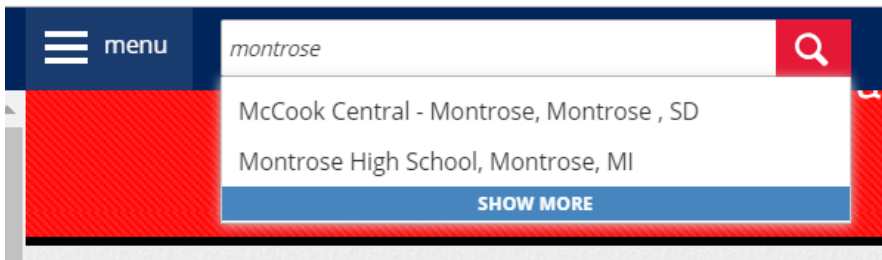 menu
montrose
McCook Central - Montrose, Montrose , SD
Montrose High School, Montrose, MI
SHOW MORE